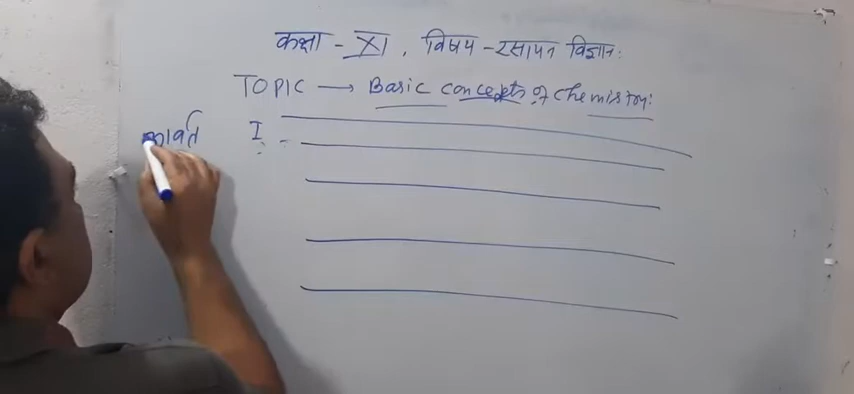 कक्षा - XI, विषय - रसायन विज्ञान:
TOPIC → Basic concepts of chemistry:
I -